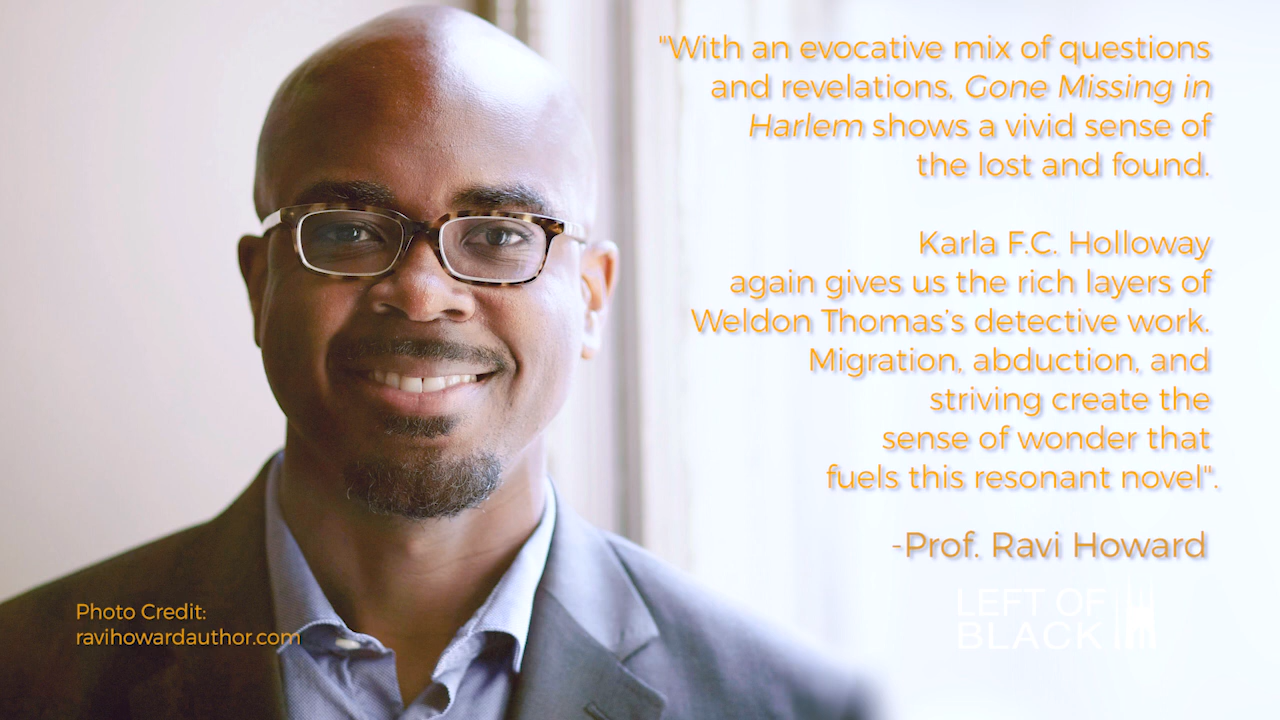 "With an evocative mix of questions
and revelations, Gone Missing in
Harlem shows a vivid sense of
the lost and found.
Karla F.C. Holloway
again gives us the rich layers of
Weldon Thomas's detective work.
Migration, abduction, and
striving create the
sense of wonder that
fuels this resonant novel".
-Prof. Ravi Howard
Photo Credit:
ravihowardauthor.com
LEFT OF
BLACK